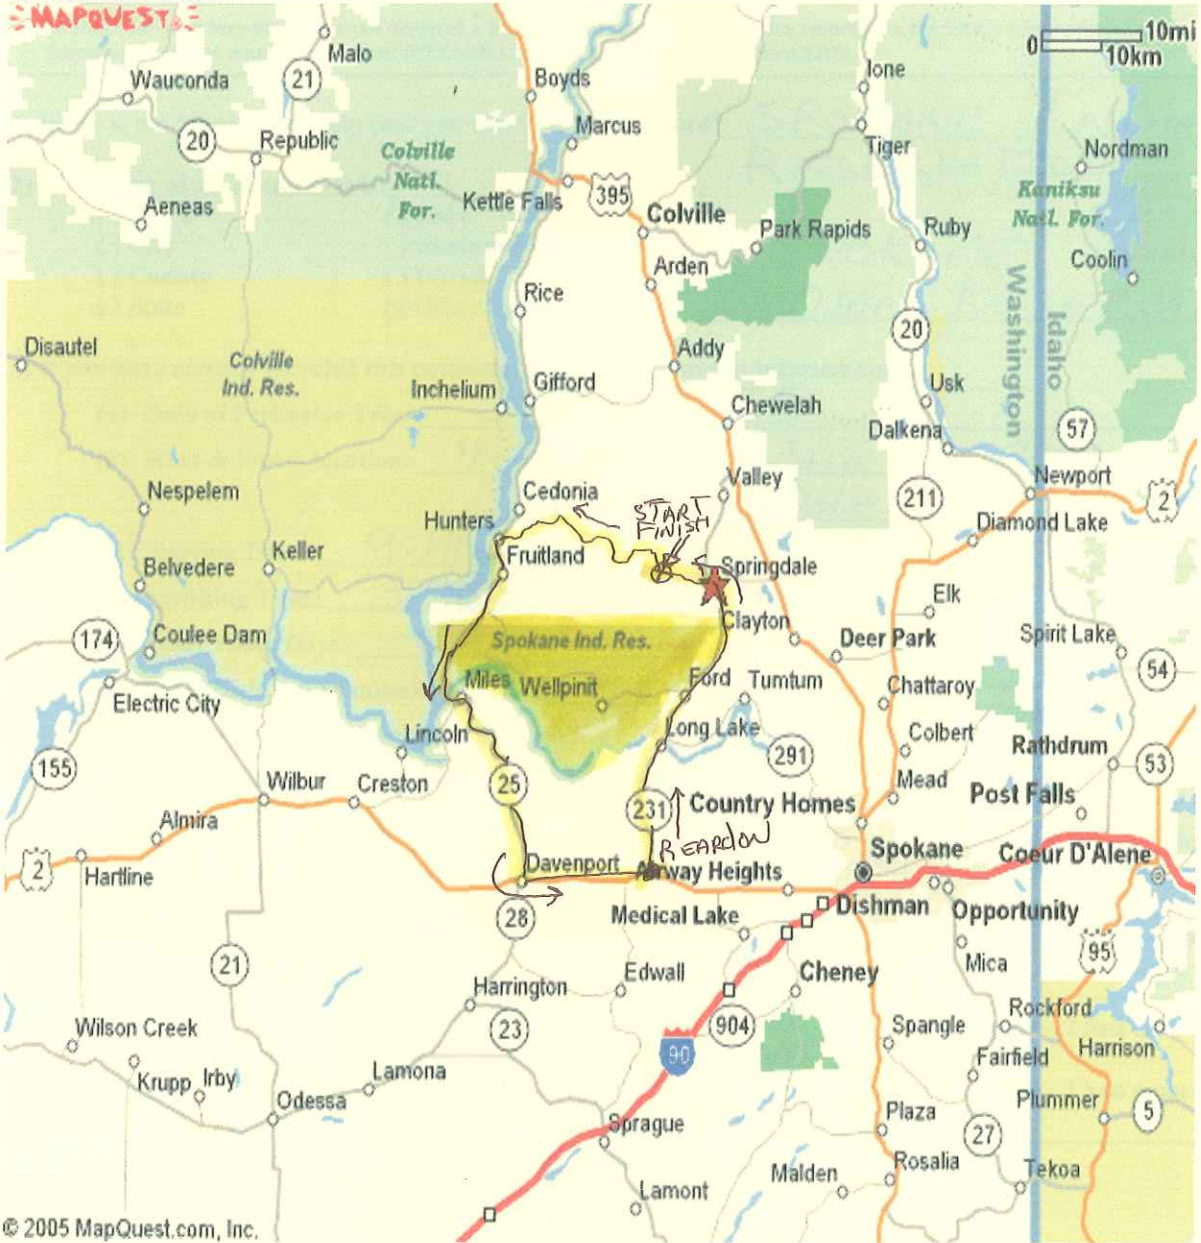 MAPQUEST
0 10mi
10km
Malo
Wauconda
21
Boyds
Ione
20
Republic
Marcus
Tiger
Nordman
Colville
Natl.
For.
Kettle Falls
395
Kaniksu
Natl. For.
Aeneas
Colville
Park Rapids
Ruby
Coolin
Arden
Rice
Washington
Idaho
20
Disautel
Colville
Ind. Res.
Addy
Inchelium
Gifford
Usk
Chewelah
Dalkena
57
Valley
Newport
Nespelem
Cedonia
START
FINISH
211
2
Hunters
Diamond Lake
Keller
Fruitland
Springdale
Belvedere
Elk
Clayton
174
Coulee Dam
Spokane Ind. Res.
Deer Park
Spirit Lake
54
Miles
Wellpinit
Ford
Tumtum
Chattaroy
Electric City
Lincoln
Long Lake
Colbert
Rathdrum
155
291
53
Wilbur
Creston
25
Mead
Post Falls
231
Country Homes
Almira
REARDON
2
Davenport
Airway Heights
Spokane
Coeur D'Alene
Hartline
28
Medical Lake
Dishman
Opportunity
95
21
Edwall
Cheney
Mica
Harrington
Rockford
Wilson Creek
23
904
Spangle
90
Fairfield
Harrison
Krupp
Irby
Lamona
Odessa
Plummer
5
Sprague
Plaza
27
Malden
Rosalia
Tekoa
Lamont
© 2005 MapQuest.com, Inc.